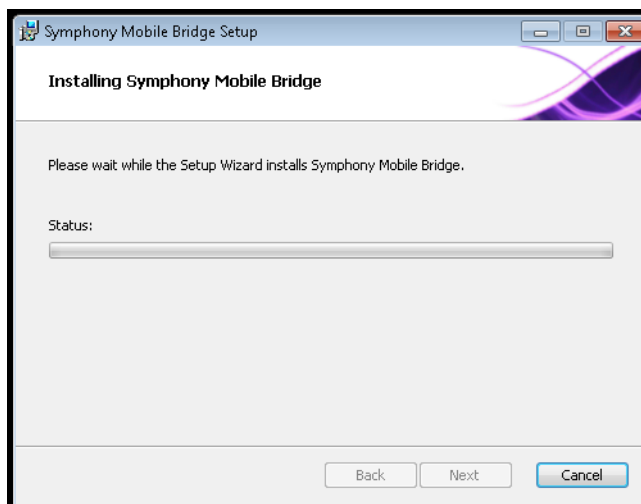 Symphony Mobile Bridge Setup
Installing Symphony Mobile Bridge
Please wait while the Setup Wizard installs Symphony Mobile Bridge.
Status:
Back Next Cancel